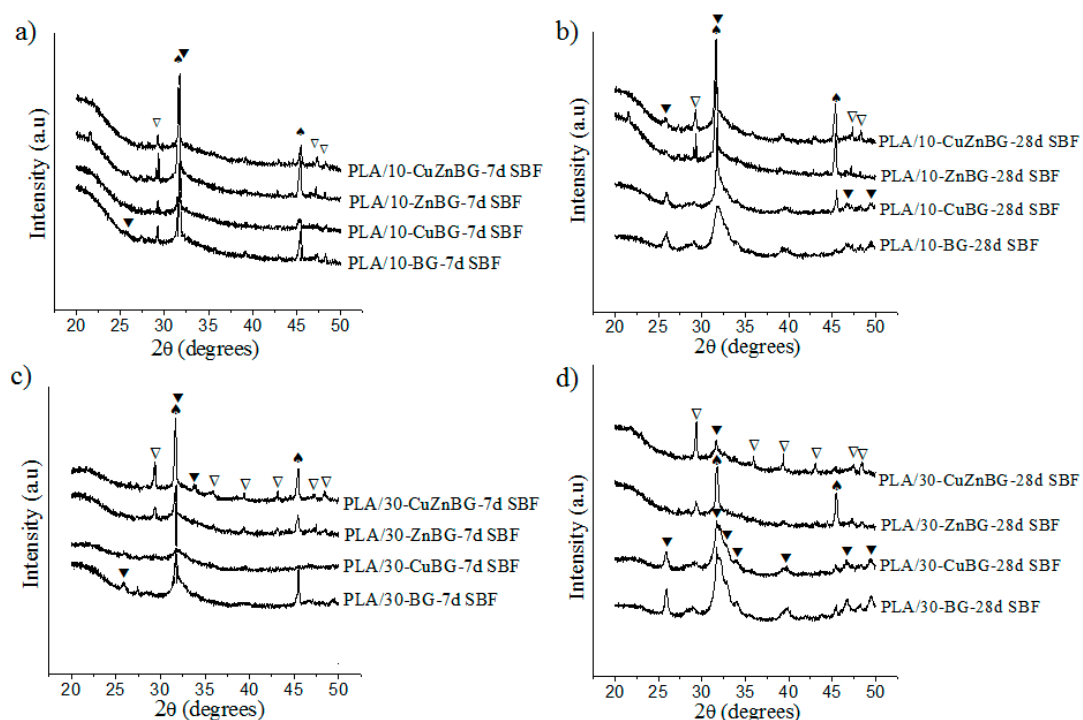 a)
Intensity (a.u)
PLA/10-CuZnBG-7d SBF
PLA/10-ZnBG-7d SBF
PLA/10-CuBG-7d SBF
PLA/10-BG-7d SBF
20 25 30 35 40 45 50
2θ (degrees)
b)
Intensity (a.u)
PLA/10-CuZnBG-28d SBF
PLA/10-ZnBG-28d SBF
PLA/10-CuBG-28d SBF
PLA/10-BG-28d SBF
20 25 30 35 40 45 50
2θ (degrees)
c)
Intensity (a.u)
PLA/30-CuZnBG-7d SBF
PLA/30-ZnBG-7d SBF
PLA/30-CuBG-7d SBF
PLA/30-BG-7d SBF
20 25 30 35 40 45 50
2θ (degrees)
d)
Intensity (a.u)
PLA/30-CuZnBG-28d SBF
PLA/30-ZnBG-28d SBF
PLA/30-CuBG-28d SBF
PLA/30-BG-28d SBF
20 25 30 35 40 45 50
2θ (degrees)